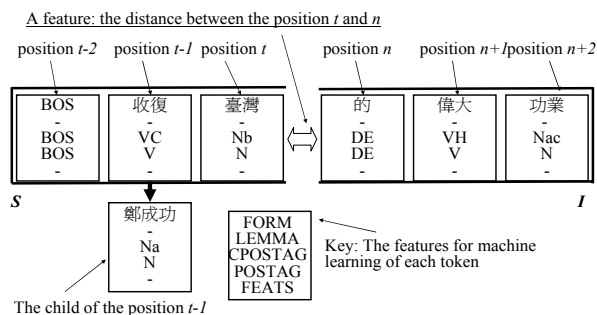 A feature: the distance between the position t and n
position t-2 position t-1 position t position n position n+1 position n+2
BOS 收復 臺灣 的 偉大 功業
- - - - - -
BOS VC Nb DE VH Nac
BOS V N DE V N
- - - - - -
S I
鄭成功
-
Na
N
-
FORM
LEMMA
CPOSTAG
POSTAG
FEATS
Key: The features for machine
learning of each token
The child of the position t-1